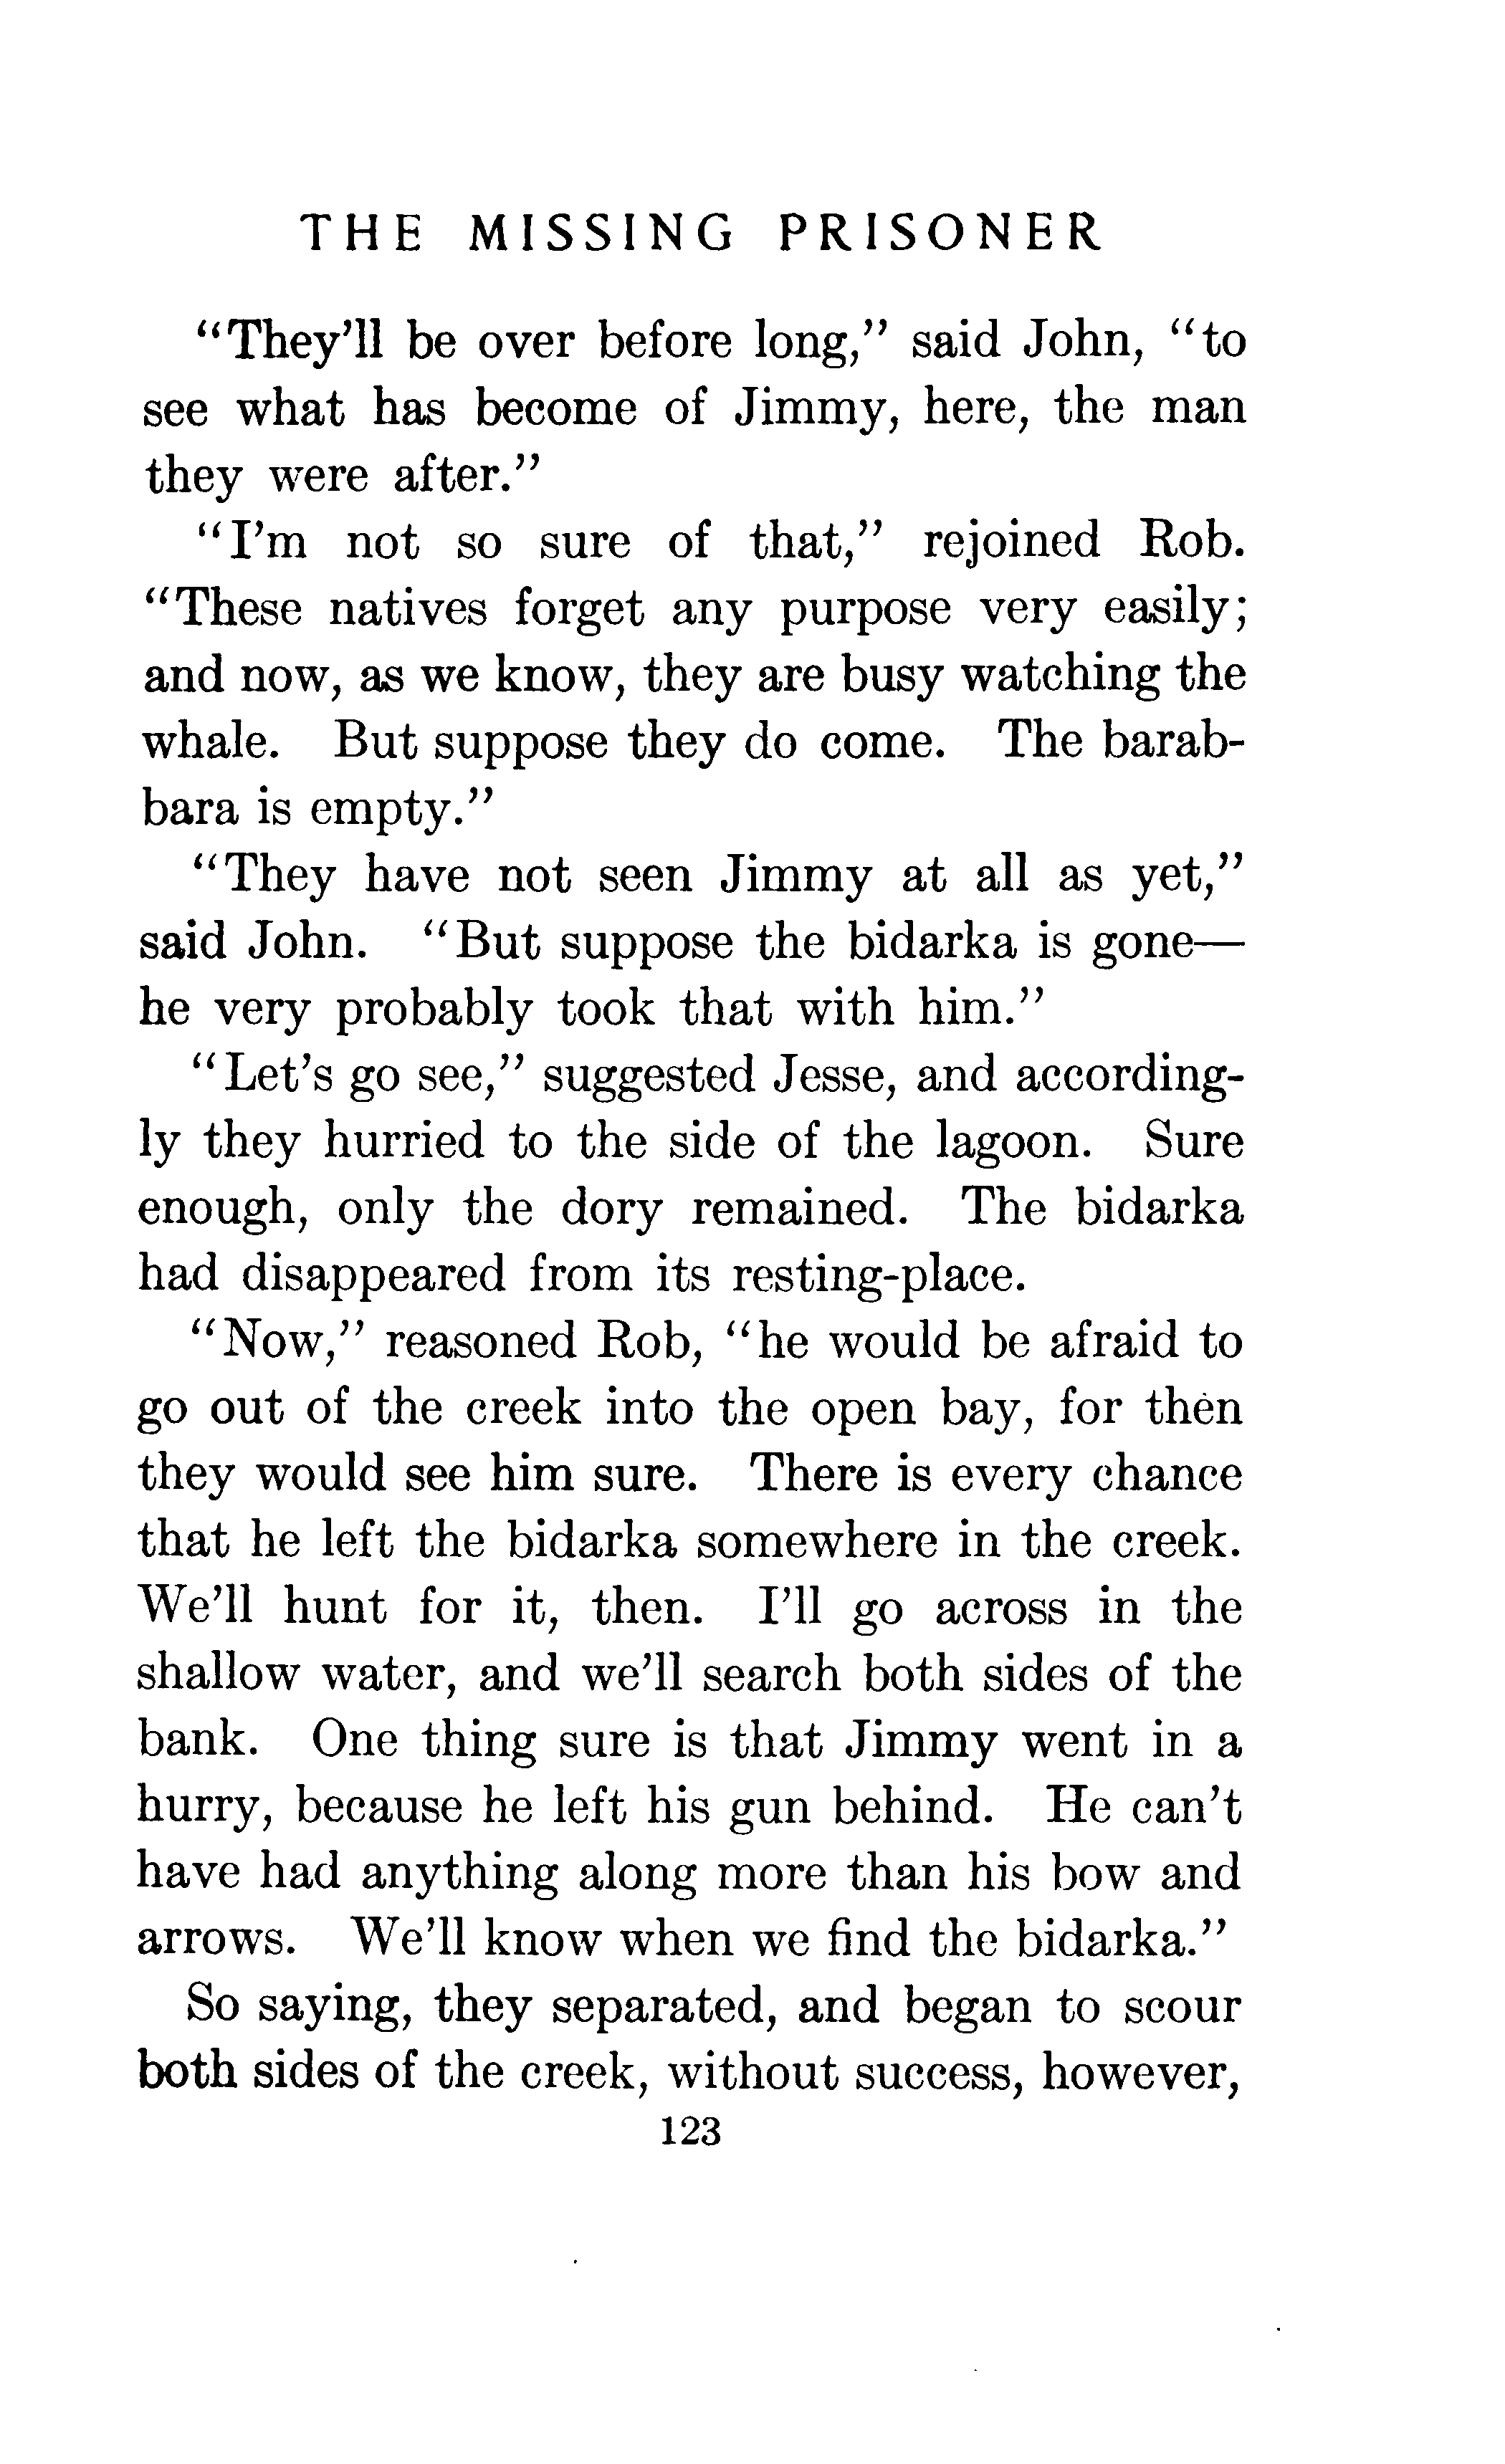 THE MISSING PRISONER
"They'll be over before long," said John, "to
see what has become of Jimmy, here, the man
they were after."
"I'm not so sure of that," rejoined Rob.
"These natives forget any purpose very easily;
and now, as we know, they are busy watching the
whale. But suppose they do come. The barab-
bara is empty."
"They have not seen Jimmy at all as yet,"
said John. "But suppose the bidarka is gone—
he very probably took that with him."
"Let's go see," suggested Jesse, and according-
ly they hurried to the side of the lagoon. Sure
enough, only the dory remained. The bidarka
had disappeared from its resting-place.
"Now," reasoned Rob, "he would be afraid to
go out of the creek into the open bay, for then
they would see him sure. There is every chance
that he left the bidarka somewhere in the creek.
We'll hunt for it, then. I'll go across in the
shallow water, and we'll search both sides of the
bank. One thing sure is that Jimmy went in a
hurry, because he left his gun behind. He can't
have had anything along more than his bow and
arrows. We'll know when we find the bidarka."
So saying, they separated, and began to scour
both sides of the creek, without success, however,
123